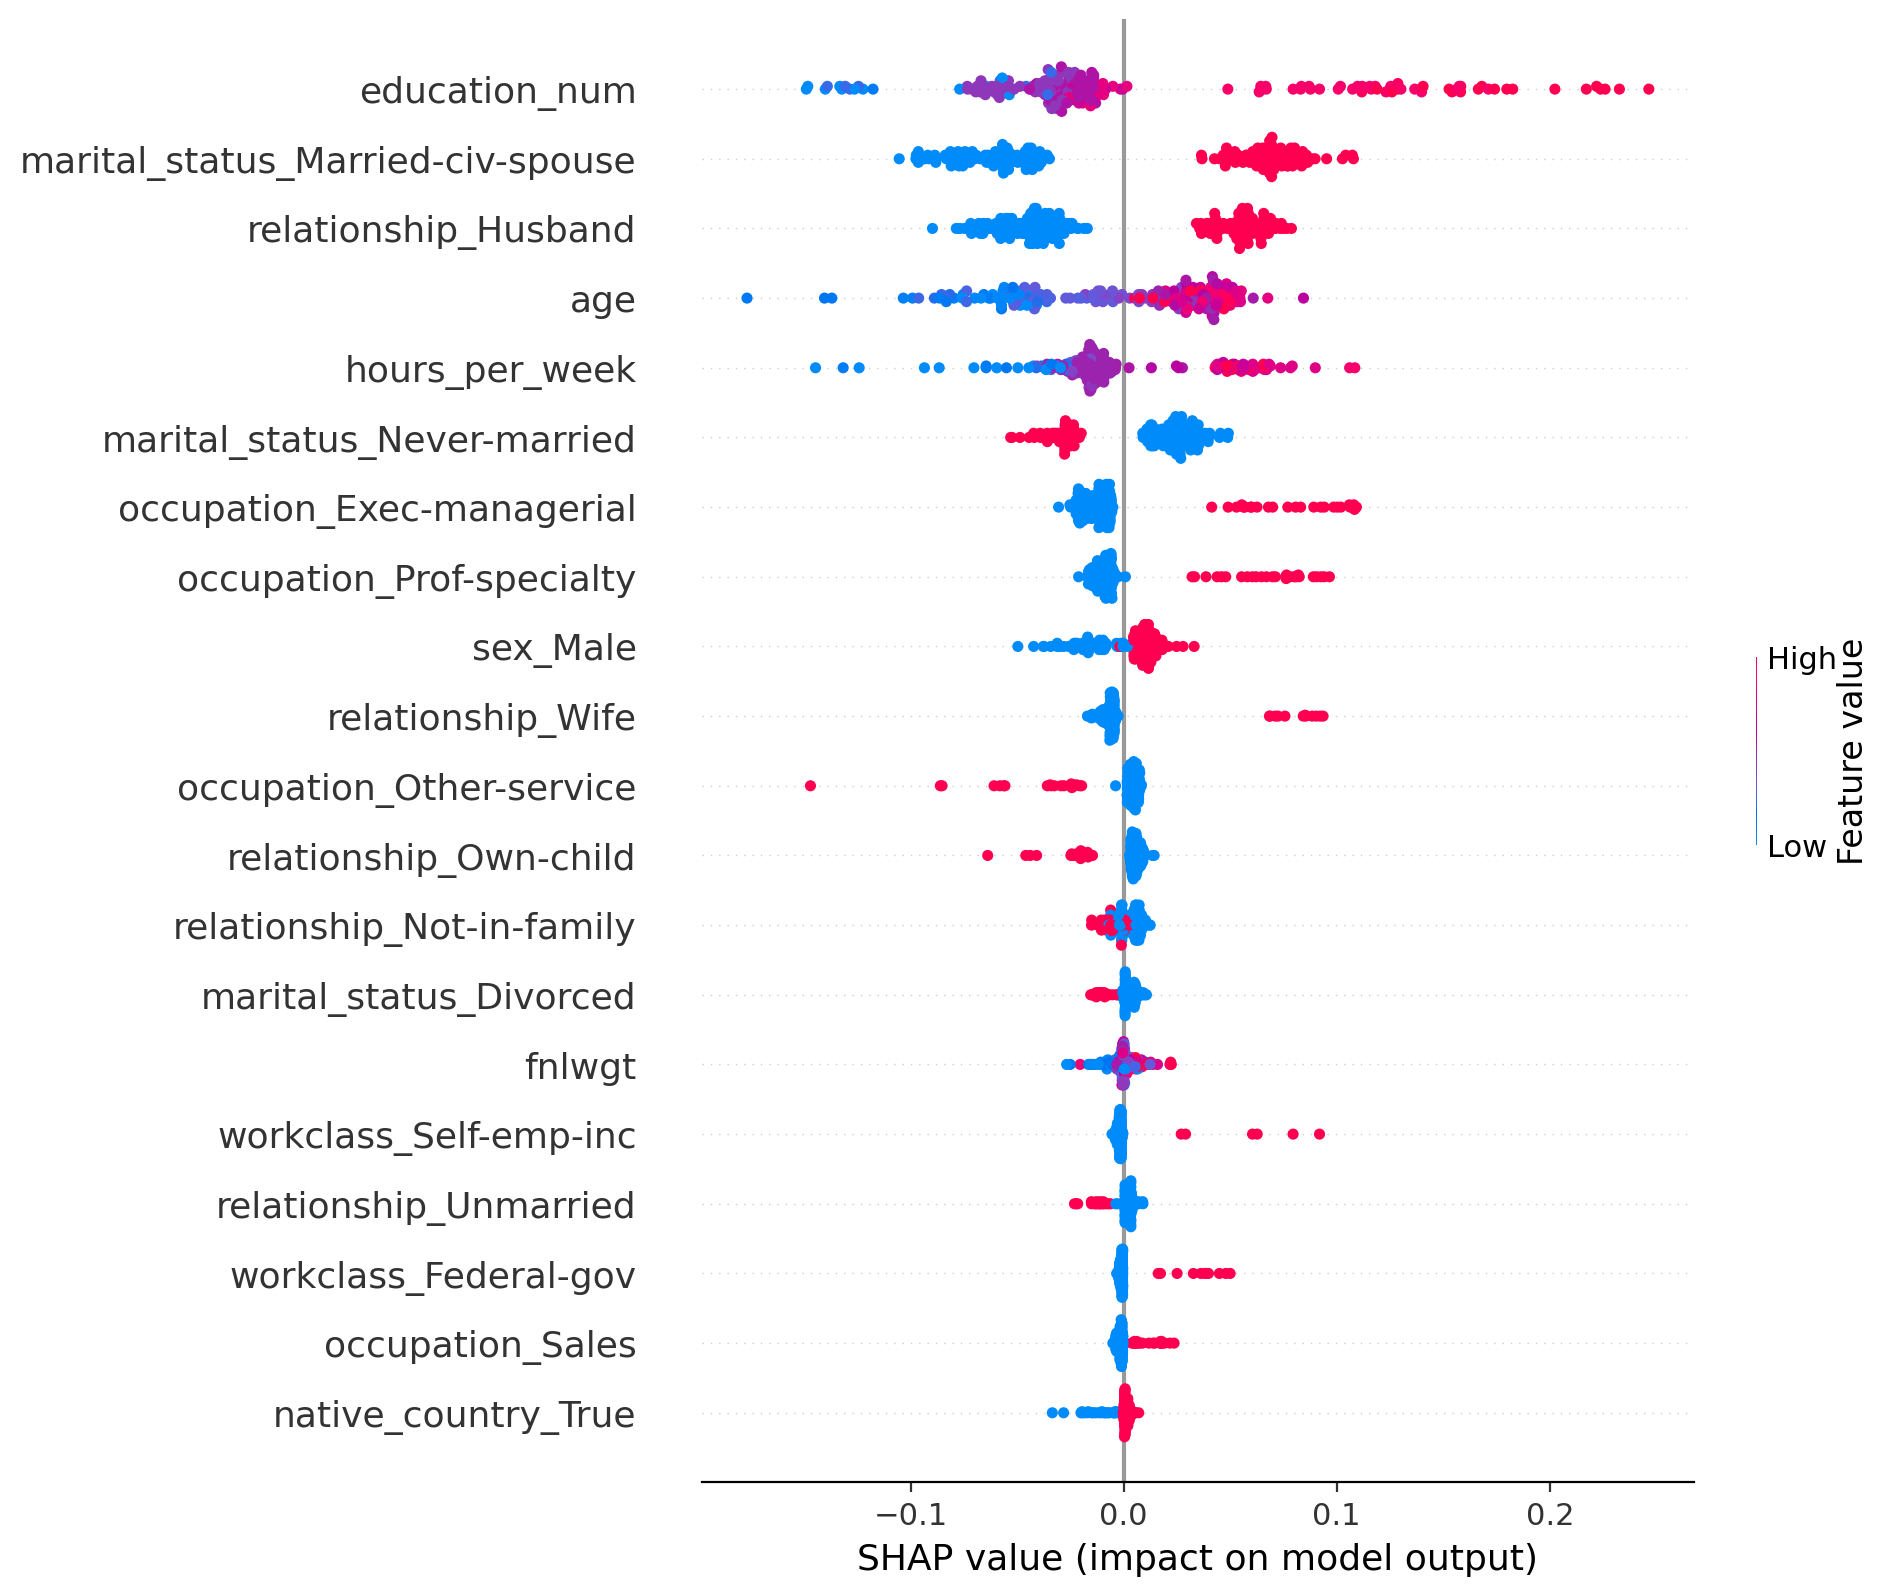 education_num
marital_status_Married-civ-spouse
relationship_Husband
age
hours_per_week
marital_status_Never-married
occupation_Exec-managerial
occupation_Prof-specialty
sex_Male
relationship_Wife
occupation_Other-service
relationship_Own-child
relationship_Not-in-family
marital_status_Divorced
fnlwgt
workclass_Self-emp-inc
relationship_Unmarried
workclass_Federal-gov
occupation_Sales
native_country_True
−0.1 0.0 0.1 0.2
SHAP value (impact on model output)
High
Low
Feature value